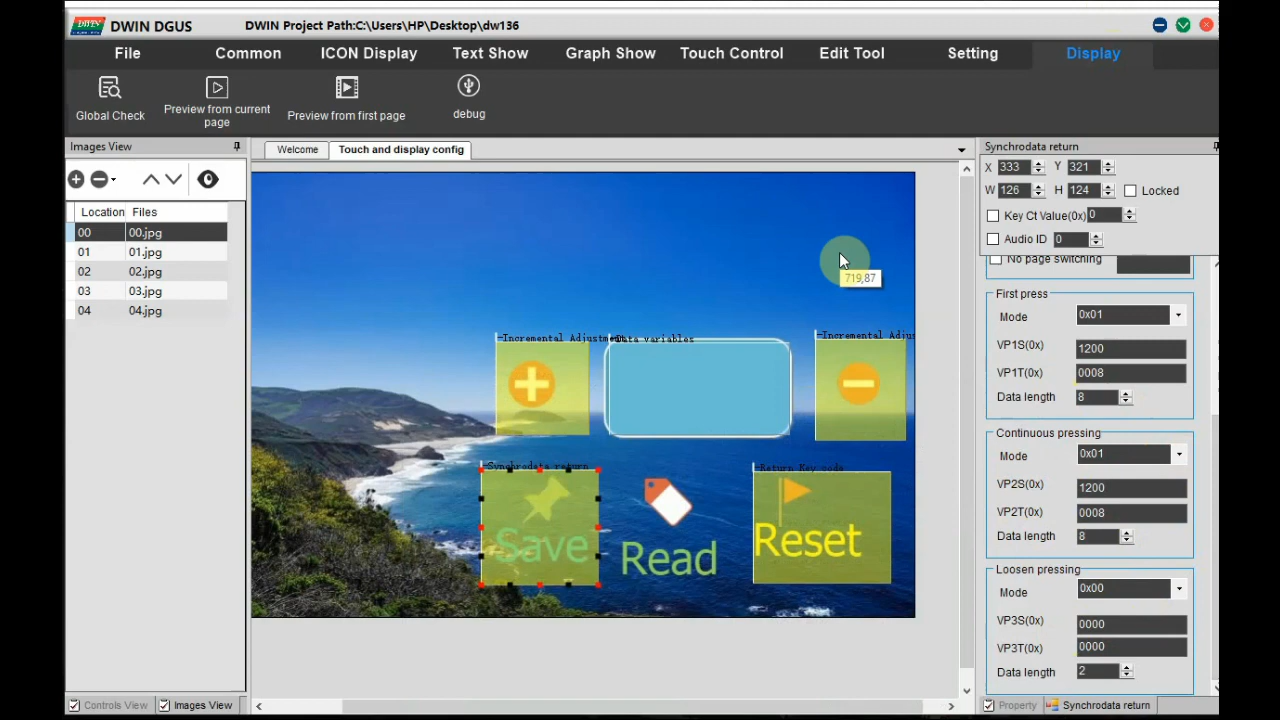 DWIN DWIN DGUS DWIN Project Path:C:\Users\HP\Desktop\dw136
File Common ICON Display Text Show Graph Show Touch Control Edit Tool Setting Display
Global Check Preview from current page Preview from first page debug
Images View
Location Files
00 00.jpg
01 01.jpg
02 02.jpg
03 03.jpg
04 04.jpg
Controls View Images View
Welcome Touch and display config
719,87
Data variables
Synchrodata return
Return Key code
Save Read Reset
Synchrodata return
X 333 Y 321
W 126 H 124 Locked
Key Ct Value(0x) 0
Audio ID 0
No page switching
First press
Mode 0x01
VP1S(0x) 1200
VP1T(0x) 0008
Data length 8
Continuous pressing
Mode 0x01
VP2S(0x) 1200
VP2T(0x) 0008
Data length 8
Loosen pressing
Mode 0x00
VP3S(0x) 0000
VP3T(0x) 0000
Data length 2
Property Synchrodata return